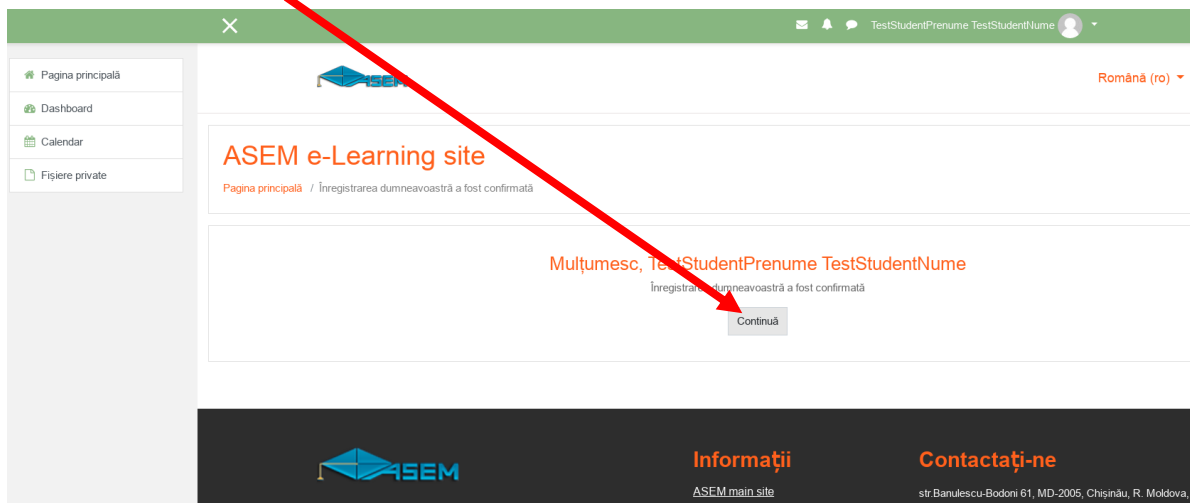 TestStudentPrenume TestStudentNume
Pagina principală
Dashboard
Calendar
Fișiere private
ASEM
Română (ro)
ASEM e-Learning site
Pagina principală / Înregistrarea dumneavoastră a fost confirmată
Mulțumesc, TestStudentPrenume TestStudentNume
Înregistrarea dumneavoastră a fost confirmată
Continuă
ASEM
Informații
ASEM main site
Contactați-ne
str.Banulescu-Bodoni 61, MD-2005, Chișinău, R. Moldova,